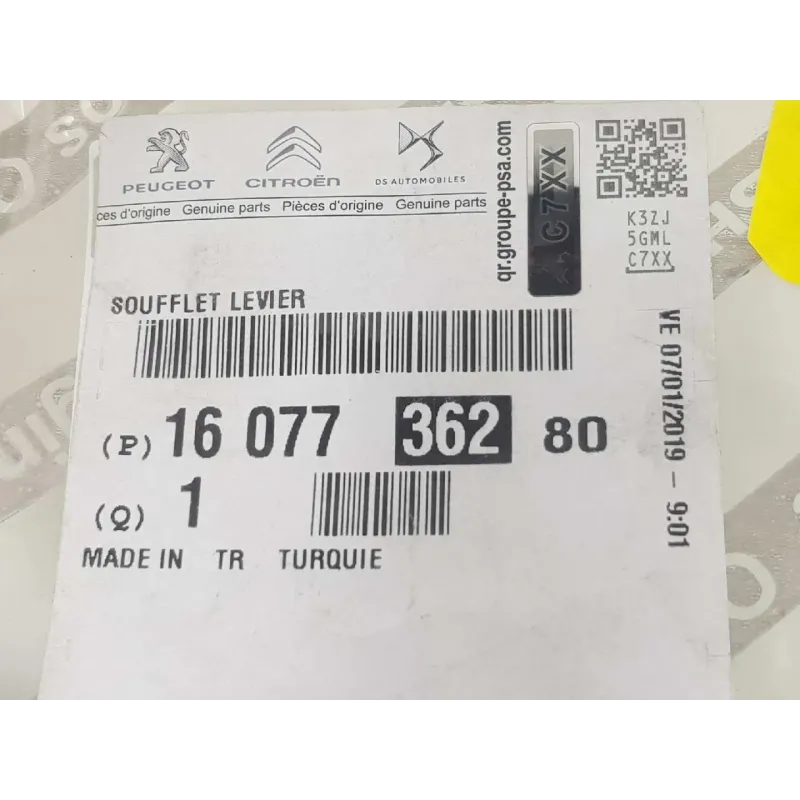 PEUGEOT CITROËN DS AUTOMOBILES
ces d'origine Genuine parts Pièces d'origine Genuine parts
qr.groupe-psa.com
C7XX
K3ZJ
5GML
C7XX
SOUFFLET LEVIER
(P) 16 077 362 80
(Q) 1
MADE IN TR TURQUIE
VE 07/01/2019 - 9:01